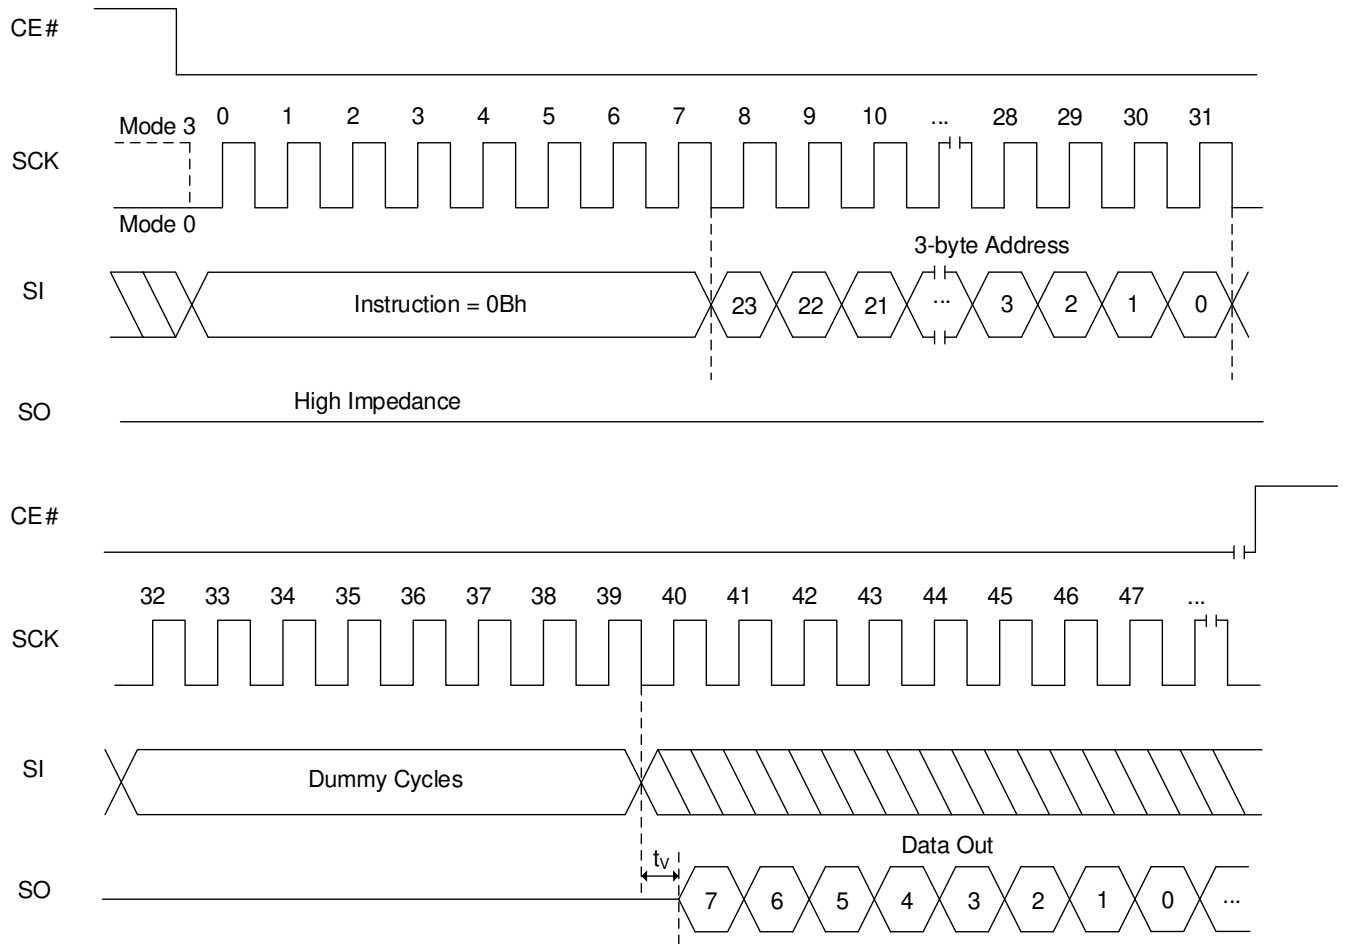 CE#
0 1 2 3 4 5 6 7 8 9 10 ... 28 29 30 31
Mode 3
SCK
Mode 0
3-byte Address
SI
Instruction = 0Bh 23 22 21 ... 3 2 1 0
High Impedance
SO
CE#
32 33 34 35 36 37 38 39 40 41 42 43 44 45 46 47 ...
SCK
SI
Dummy Cycles
Data Out
tV
SO
7 6 5 4 3 2 1 0 ...